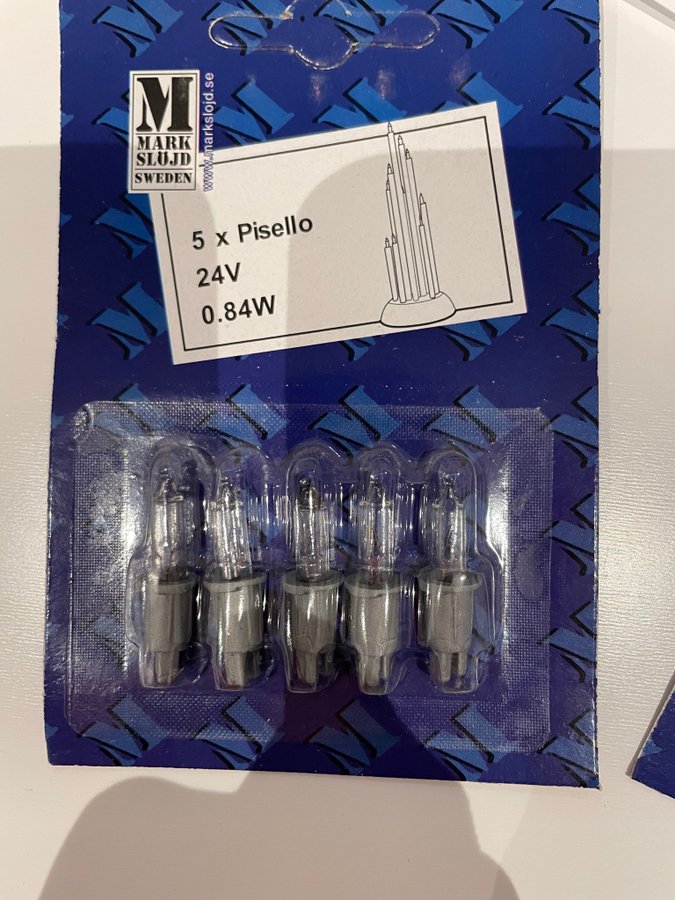 M
MARK
SLÖJD
SWEDEN
www.markslojd.se
5 x Pisello
24V
0.84W